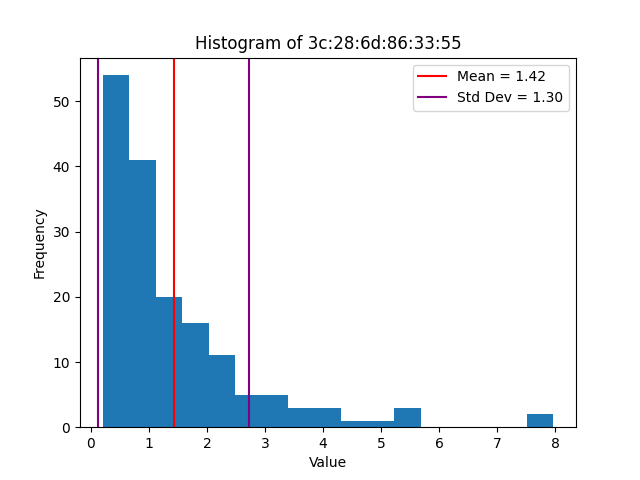 Histogram of 3c:28:6d:86:33:55
Mean = 1.42
Std Dev = 1.30
Frequency
50
40
30
20
10
0
0 1 2 3 4 5 6 7 8
Value